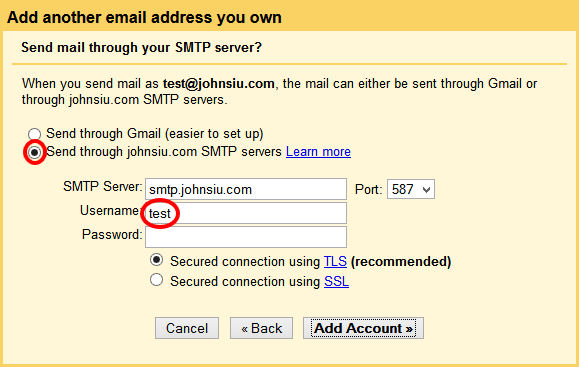 Add another email address you own
Send mail through your SMTP server?
When you send mail as test@johnsiu.com, the mail can either be sent through Gmail or
through johnsiu.com SMTP servers.
Send through Gmail (easier to set up)
Send through johnsiu.com SMTP servers Learn more
SMTP Server: smtp.johnsiu.com Port: 587
Username: test
Password:
Secured connection using TLS (recommended)
Secured connection using SSL
Cancel « Back Add Account »